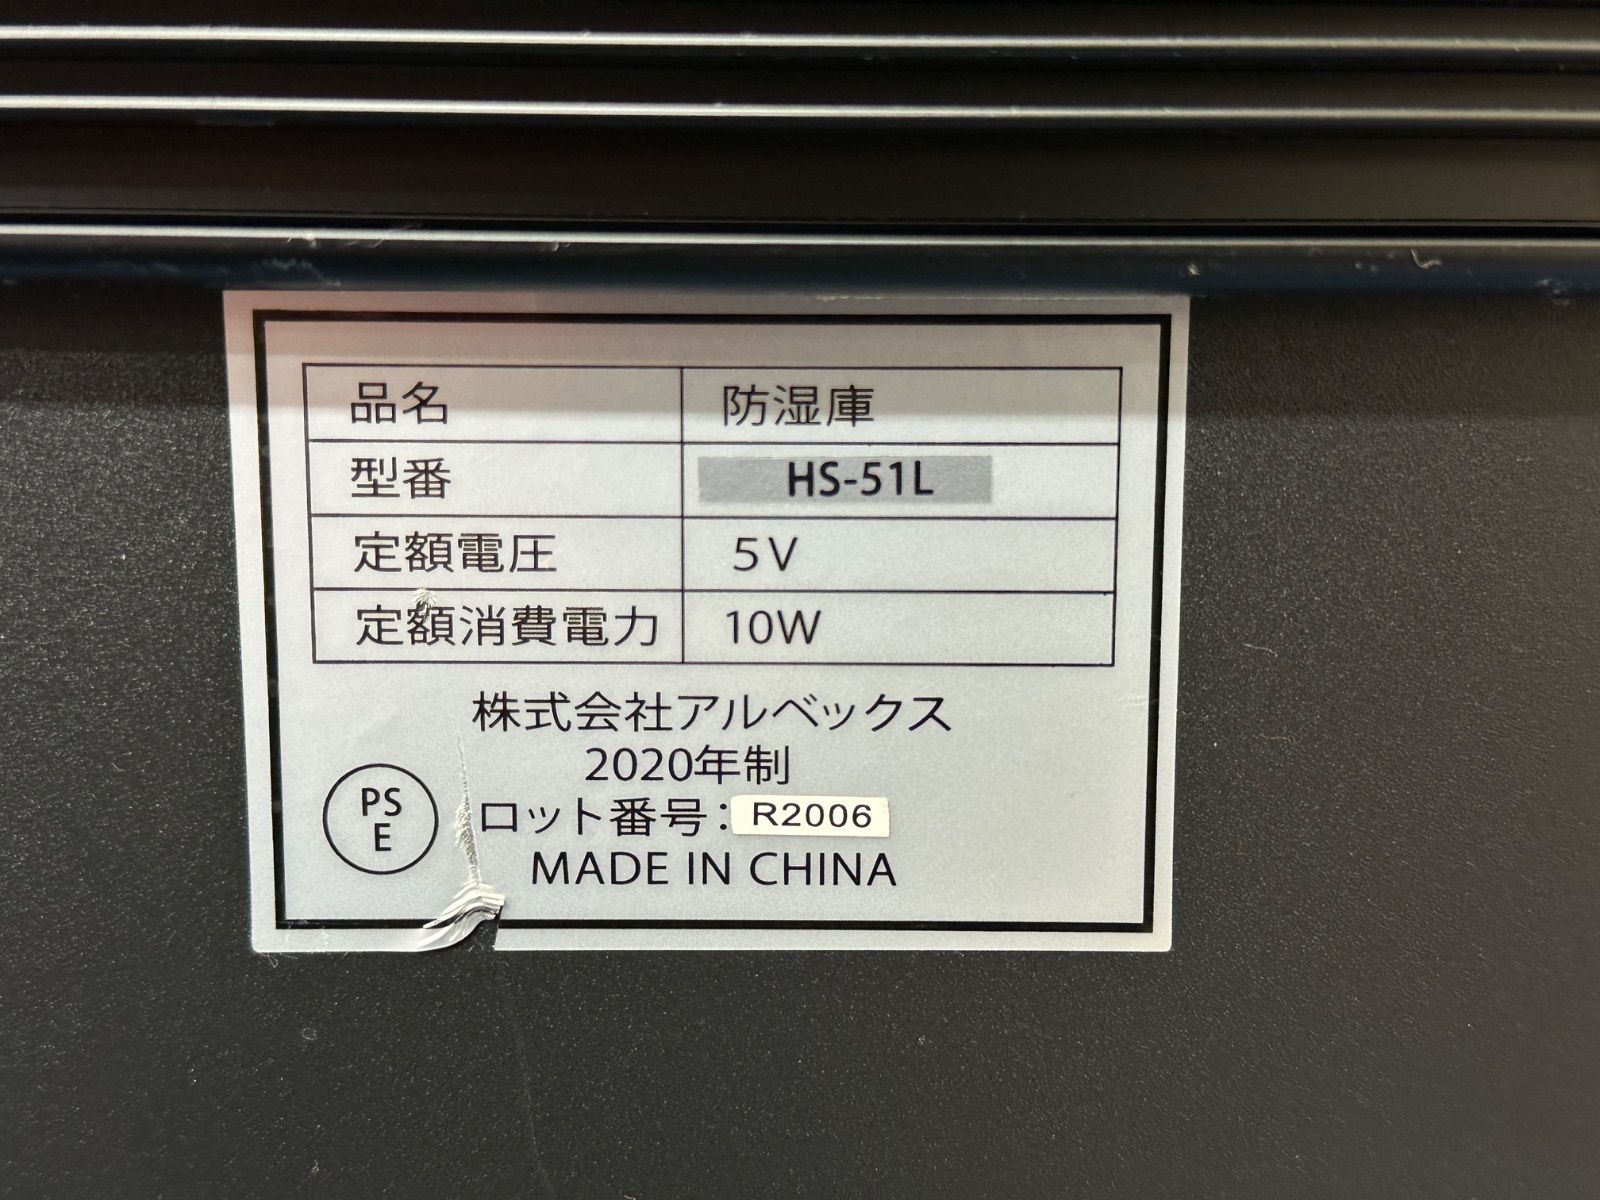 品名 防湿庫
型番 HS-51L
定額電圧 5V
定額消費電力 10W
株式会社アルベックス
2020年制
ロット番号：R2006
MADE IN CHINA
PS
E